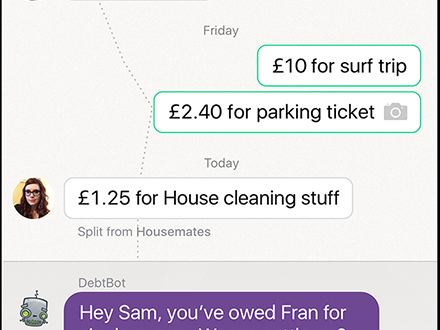 Friday
£10 for surf trip
£2.40 for parking ticket
Today
£1.25 for House cleaning stuff
Split from Housemates
DebtBot
Hey Sam, you’ve owed Fran for